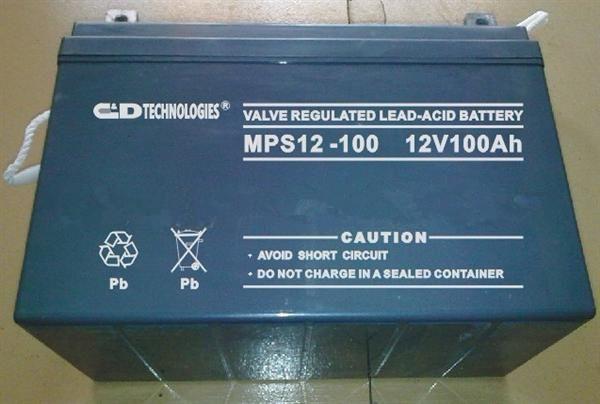 C&D TECHNOLOGIES®
VALVE REGULATED LEAD-ACID BATTERY
MPS12 -100 12V100Ah
CAUTION
· AVOID SHORT CIRCUIT
· DO NOT CHARGE IN A SEALED CONTAINER
Pb Pb